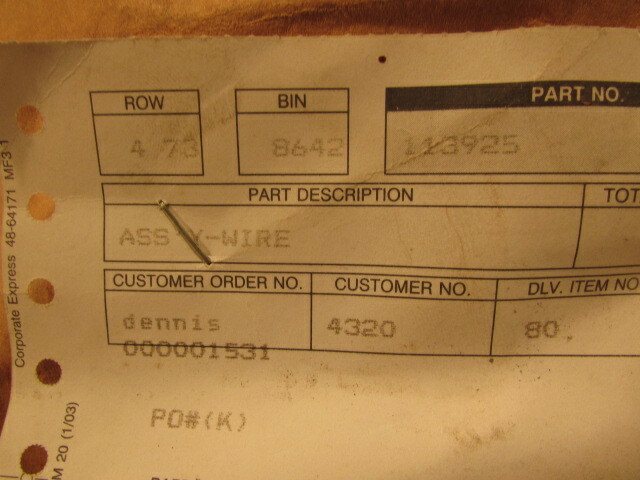 ROW BIN PART NO.
4 73 8642 113925
PART DESCRIPTION TOT
ASS'Y-WIRE
CUSTOMER ORDER NO. CUSTOMER NO. DLV. ITEM NO
dennis 4320 80
000001531
PO#(K)
Corporate Express 48-64171 MF3-1
M 20 (1/03)